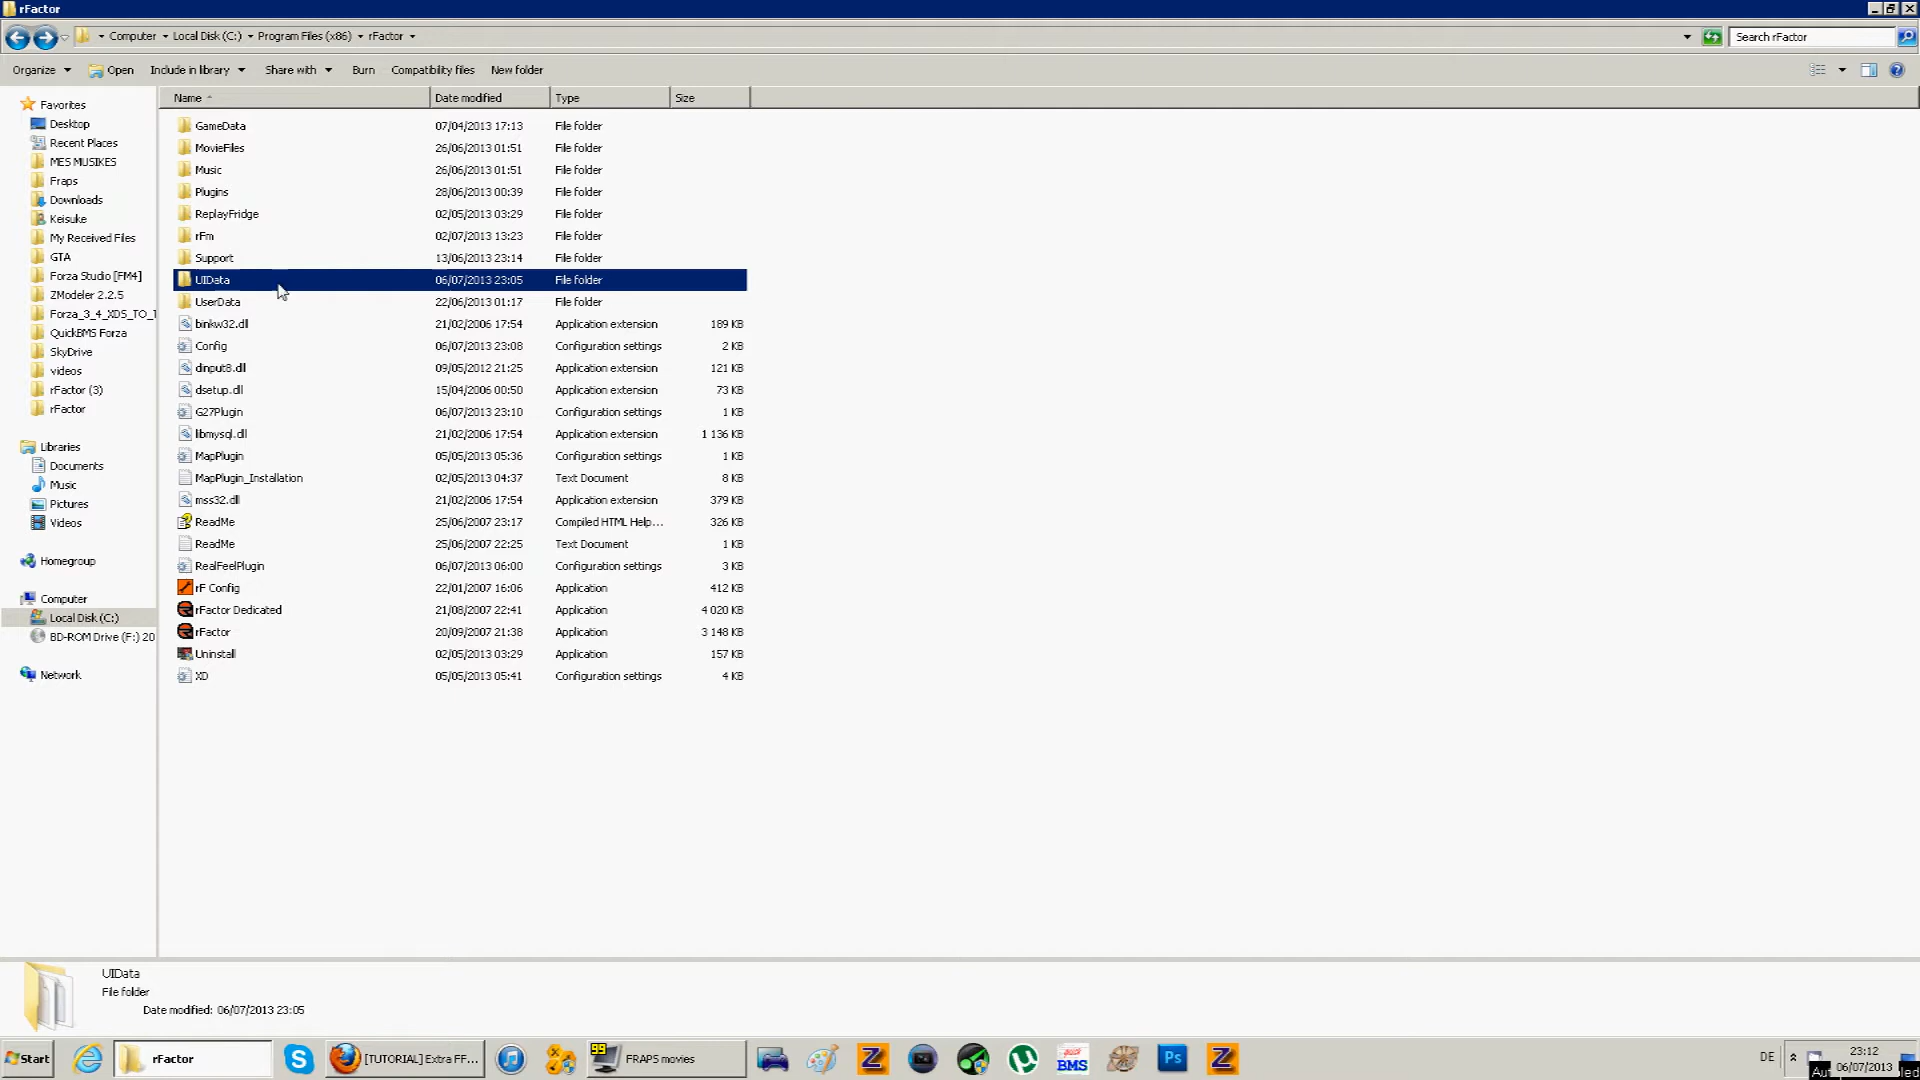 rFactor
Computer Local Disk (C:) Program Files (x86) rFactor
Search rFactor
Organize Open Include in library Share with Burn Compatibility files New folder
Name Date modified Type Size
Favorites
Desktop
Recent Places
MES MUSIKES
Fraps
Downloads
Keisuke
My Received Files
GTA
Forza Studio [FM4]
ZModeler 2.2.5
Forza_3_4_XDS_TO_
QuickBMS Forza
SkyDrive
videos
rFactor (3)
rFactor
Libraries
Documents
Music
Pictures
Videos
Homegroup
Computer
Local Disk (C:)
BD-ROM Drive (F:) 20
Network
GameData 07/04/2013 17:13 File folder
MovieFiles 26/06/2013 01:51 File folder
Music 26/06/2013 01:51 File folder
Plugins 28/06/2013 00:39 File folder
ReplayFridge 02/05/2013 03:29 File folder
rFm 02/07/2013 13:23 File folder
Support 13/06/2013 23:14 File folder
UIData 06/07/2013 23:05 File folder
UserData 22/06/2013 01:17 File folder
binkw32.dll 21/02/2006 17:54 Application extension 189 KB
Config 06/07/2013 23:08 Configuration settings 2 KB
dinput8.dll 09/05/2012 21:25 Application extension 121 KB
dsetup.dll 15/04/2006 00:50 Application extension 73 KB
G27Plugin 06/07/2013 23:10 Configuration settings 1 KB
libmysql.dll 21/02/2006 17:54 Application extension 1 136 KB
MapPlugin 05/05/2013 05:36 Configuration settings 1 KB
MapPlugin_Installation 02/05/2013 04:37 Text Document 8 KB
mss32.dll 21/02/2006 17:54 Application extension 379 KB
ReadMe 25/06/2007 23:17 Compiled HTML Help... 326 KB
ReadMe 25/06/2007 22:25 Text Document 1 KB
RealFeelPlugin 06/07/2013 06:00 Configuration settings 3 KB
rF Config 22/01/2007 16:06 Application 412 KB
rFactor Dedicated 21/08/2007 22:41 Application 4 020 KB
rFactor 20/09/2007 21:38 Application 3 148 KB
Uninstall 02/05/2013 03:29 Application 157 KB
XD 05/05/2013 05:41 Configuration settings 4 KB
UIData
File folder
Date modified: 06/07/2013 23:05
Start rFactor [TUTORIAL] Extra FF... 99 FRAPS movies BMS Ps DE 23:12
06/07/2013